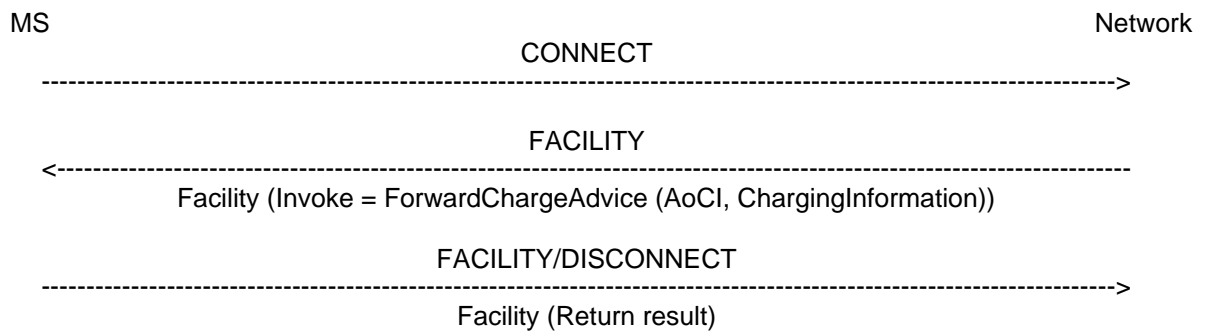 MS Network
CONNECT
------------------------------------------------------------------------------------------------------------------------>
FACILITY
<------------------------------------------------------------------------------------------------------------------------
Facility (Invoke = ForwardChargeAdvice (AoCI, ChargingInformation))
FACILITY/DISCONNECT
------------------------------------------------------------------------------------------------------------------------>
Facility (Return result)